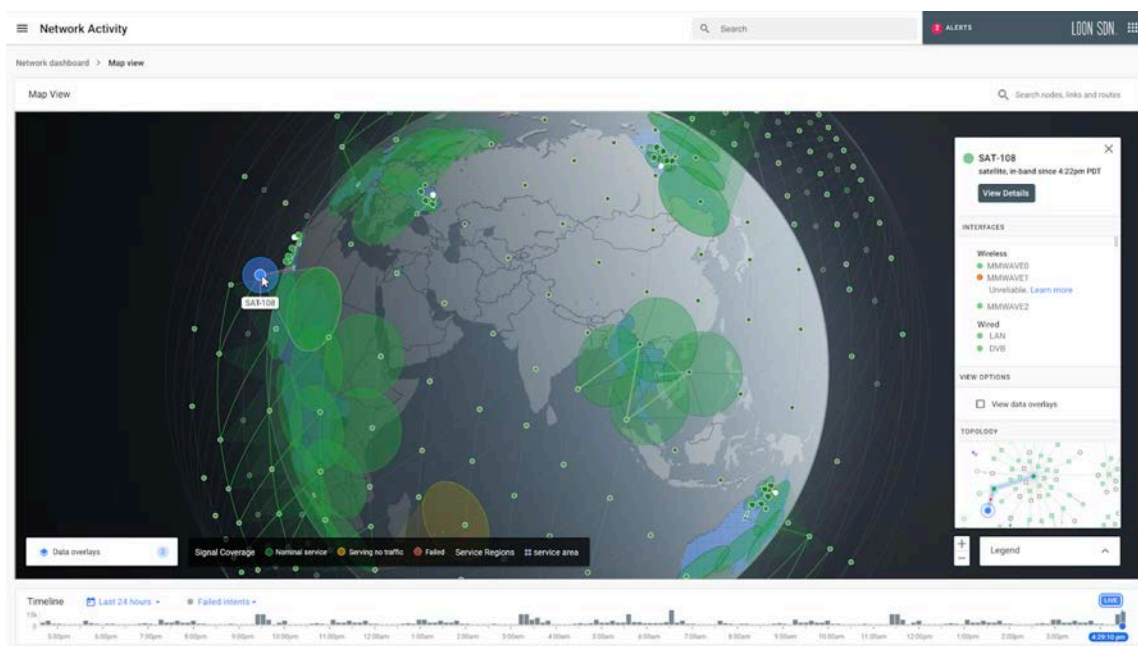 Network Activity
Search
2 ALERTS
LOON SDN.
Network dashboard > Map view
Map View
Search nodes, links and routes
SAT-108
satellite, in-band since 4:22pm PDT
View Details
INTERFACES
Wireless
MMWAVE0
MMWAVE1
Unreliable. Learn more
MMWAVE2
Wired
LAN
DVB
VIEW OPTIONS
View data overlays
TOPOLOGY
SAT-108
Data overlays 2
Signal Coverage Nominal service Serving no traffic Failed Service Regions service area
+
−
Legend
Timeline Last 24 hours Failed intents LIVE
0
5:00pm 6:00pm 7:00pm 8:00pm 9:00pm 10:00pm 11:00pm 12:00am 1:00am 2:00am 3:00am 4:00am 5:00am 6:00am 7:00am 8:00am 9:00am 10:00am 11:00am 12:00pm 1:00pm 2:00pm 3:00pm 4:29:10 pm